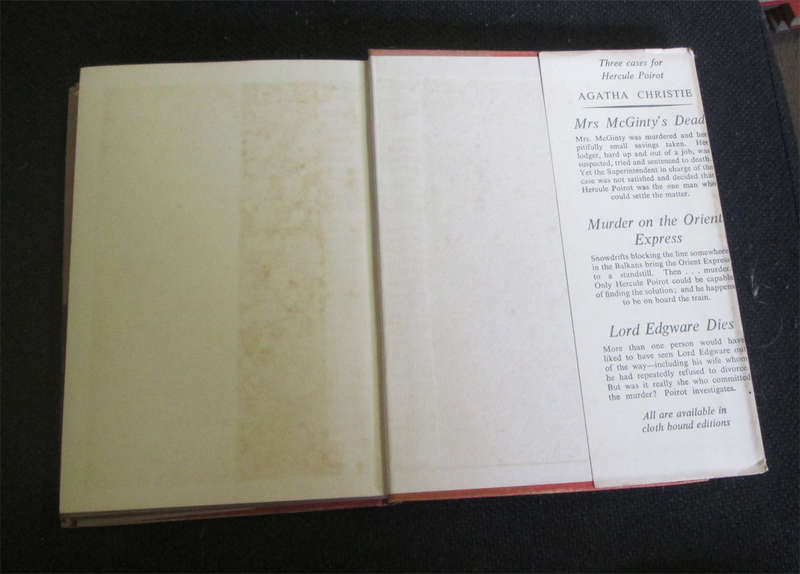 Three cases for
Hercule Poirot
AGATHA CHRISTIE
Mrs McGinty's Dead
Mrs. McGinty was murdered and her
pitifully small savings taken. Her
lodger, hard up and out of a job, was
suspected, tried and sentenced to death.
Yet the Superintendent in charge of the
case was not satisfied and decided that
Hercule Poirot was the one man who
could settle the matter.
Murder on the Orient
Express
Snowdrifts blocking the line somewhere
in the Balkans bring the Orient Express
to a standstill. Then . . . murder.
Only Hercule Poirot could be capable
of finding the solution; and he happens
to be on board the train.
Lord Edgware Dies
More than one person would have
liked to have seen Lord Edgware out
of the way—including his wife whom
he had repeatedly refused to divorce.
But was it really she who committed
the murder? Poirot investigates.
All are available in
cloth bound editions